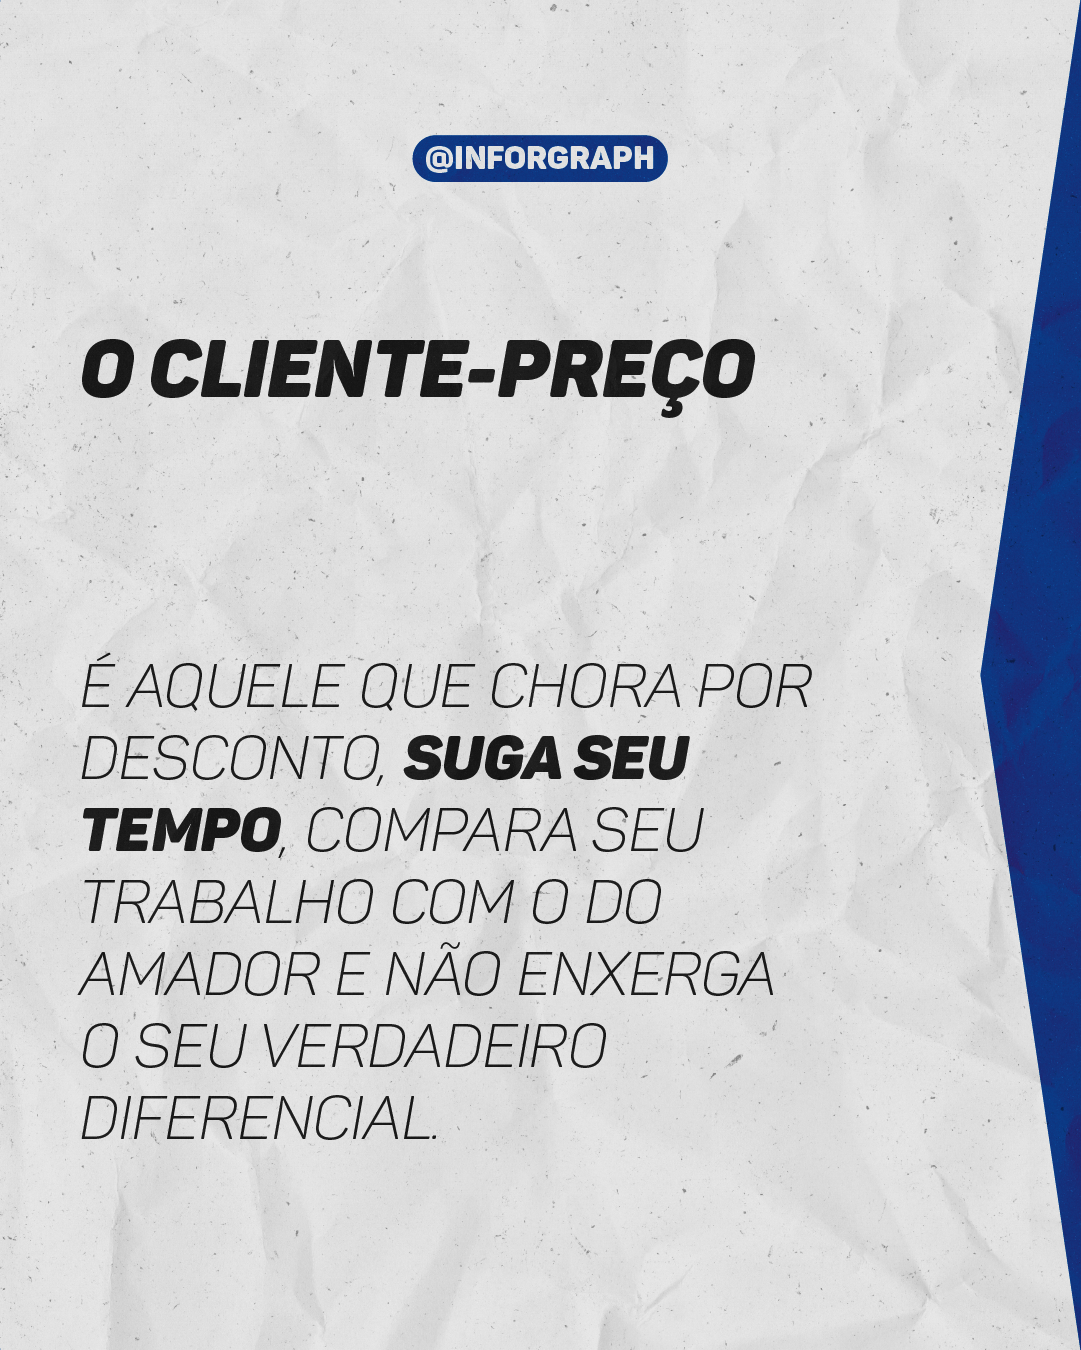 @INFORGRAPH
O CLIENTE-PREÇO
É AQUELE QUE CHORA POR
DESCONTO, SUGA SEU
TEMPO, COMPARA SEU
TRABALHO COM O DO
AMADOR E NÃO ENXERGA
O SEU VERDADEIRO
DIFERENCIAL.